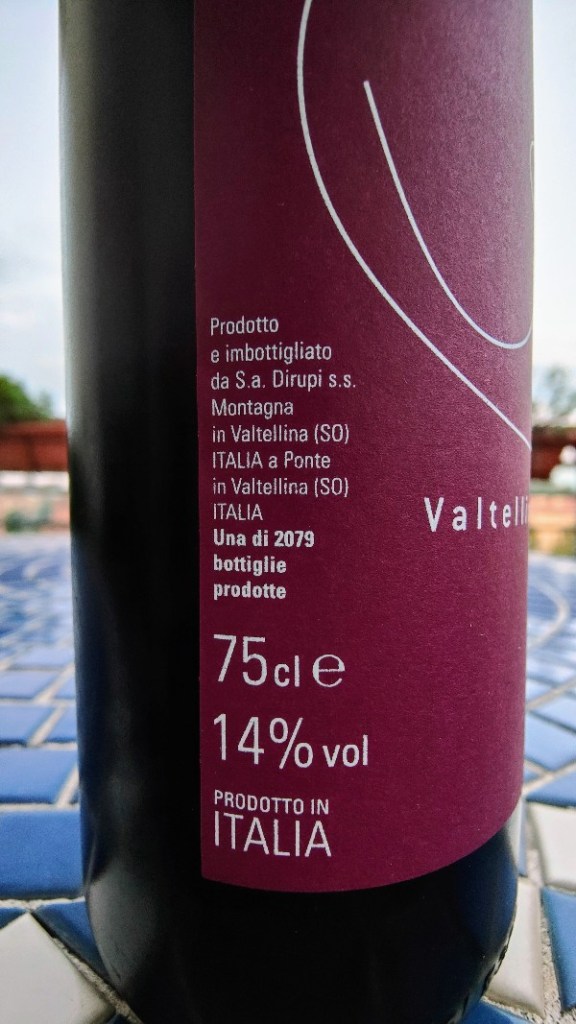 Prodotto
e imbottigliato
da S.a. Dirupi s.s.
Montagna
in Valtellina (SO)
ITALIA a Ponte
in Valtellina (SO)
ITALIA
Una di 2079
bottiglie
prodotte
Valtelli
75cl e
14% vol
PRODOTTO IN
ITALIA